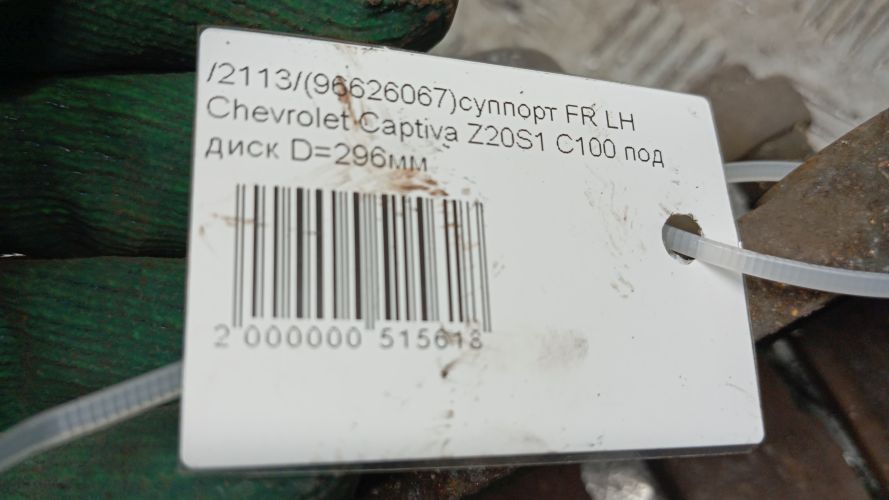 /2113/(96626067)суппорт FR LH
Chevrolet Captiva Z20S1 C100 под
диск D=296мм
2 000000 515618